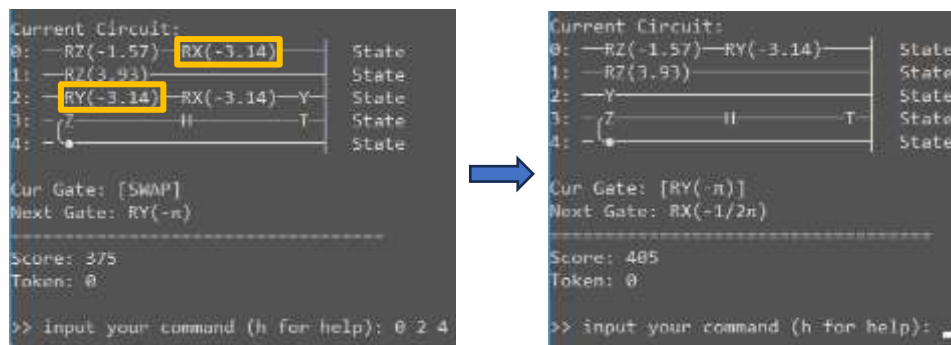 Current Circuit:
0: RZ(-1.57) RX(-3.14) State
1: RZ(3.93) State
2: RY(-3.14) RX(-3.14) Y State
3: Z H T State
4: State
Cur Gate: [SWAP]
Next Gate: RY(-π)
Score: 375
Token: 0
>> input your command (h for help): 0 2 4
Current Circuit:
0: RZ(-1.57) RY(-3.14) State
1: RZ(3.93) State
2: Y State
3: Z H T State
4: State
Cur Gate: [RY(-π)]
Next Gate: RX(-1/2π)
Score: 405
Token: 0
>> input your command (h for help):